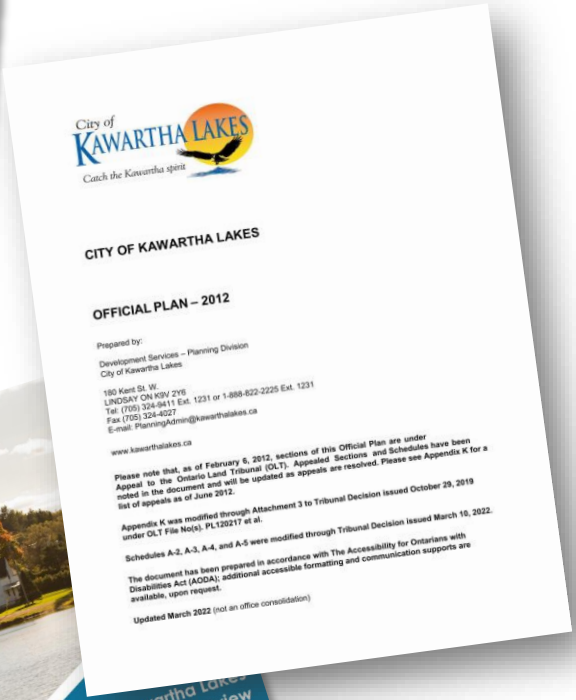 City of
KAWARTHA LAKES
Catch the Kawartha spirit
CITY OF KAWARTHA LAKES
OFFICIAL PLAN – 2012
Prepared by:
Development Services – Planning Division
City of Kawartha Lakes
180 Kent St. W.
LINDSAY ON K9V 2Y6
Tel: (705) 324-9411 Ext. 1231 or 1-888-822-2225 Ext. 1231
Fax (705) 324-4027
E-mail: PlanningAdmin@kawarthalakes.ca
www.kawarthalakes.ca
Please note that, as of February 6, 2012, sections of this Official Plan are under
Appeal to the Ontario Land Tribunal (OLT). Appealed Sections and Schedules have been
noted in the document and will be updated as appeals are resolved. Please see Appendix K for a
list of appeals as of June 2012.
Appendix K was modified through Attachment 3 to Tribunal Decision issued October 29, 2019
under OLT File No(s). PL120217 et al.
Schedules A-2, A-3, A-4, and A-5 were modified through Tribunal Decision issued March 10, 2022.
The document has been prepared in accordance with The Accessibility for Ontarians with
Disabilities Act (AODA); additional accessible formatting and communication supports are
available, upon request.
Updated March 2022 (not an office consolidation)
Lakes